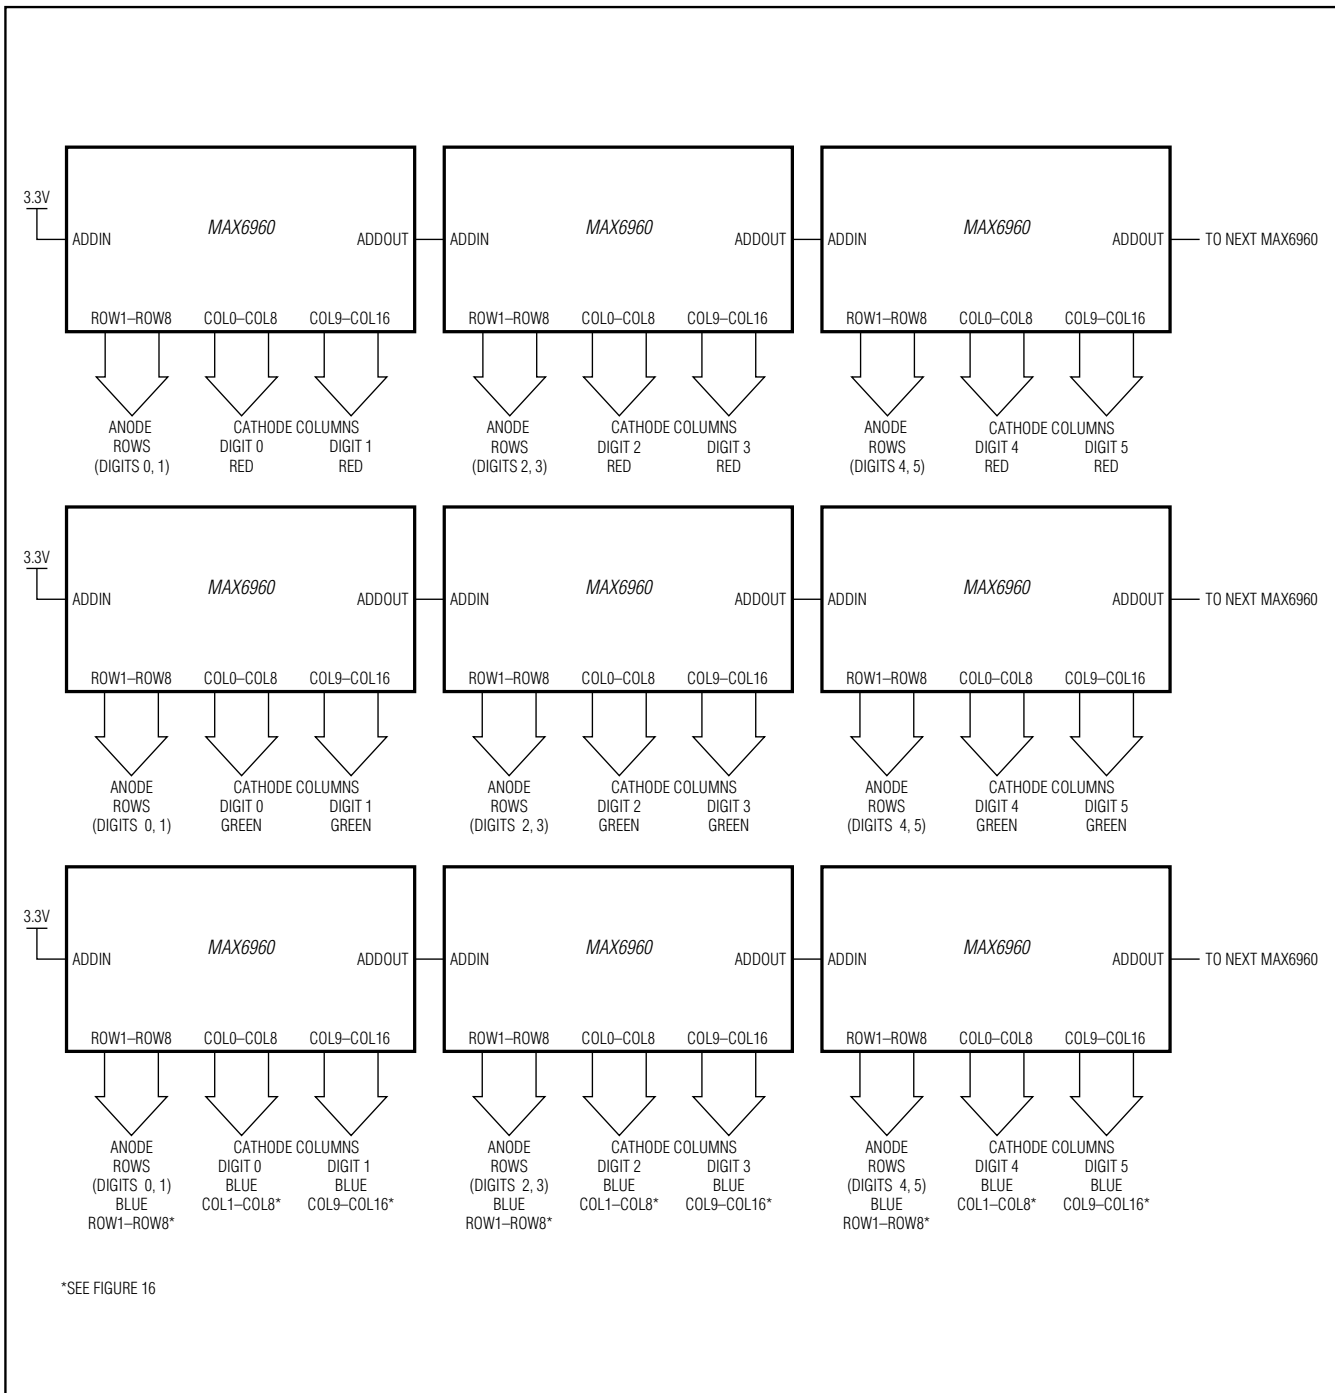 3.3V
MAX6960 MAX6960 MAX6960
ADDIN ADDOUT ADDIN ADDOUT ADDIN ADDOUT TO NEXT MAX6960
ROW1–ROW8 COL0–COL8 COL9–COL16 ROW1–ROW8 COL0–COL8 COL9–COL16 ROW1–ROW8 COL0–COL8 COL9–COL16
ANODE CATHODE COLUMNS ANODE CATHODE COLUMNS ANODE CATHODE COLUMNS
ROWS DIGIT 0 DIGIT 1 ROWS DIGIT 2 DIGIT 3 ROWS DIGIT 4 DIGIT 5
(DIGITS 0, 1) RED RED (DIGITS 2, 3) RED RED (DIGITS 4, 5) RED RED
3.3V
MAX6960 MAX6960 MAX6960
ADDIN ADDOUT ADDIN ADDOUT ADDIN ADDOUT TO NEXT MAX6960
ROW1–ROW8 COL0–COL8 COL9–COL16 ROW1–ROW8 COL0–COL8 COL9–COL16 ROW1–ROW8 COL0–COL8 COL9–COL16
ANODE CATHODE COLUMNS ANODE CATHODE COLUMNS ANODE CATHODE COLUMNS
ROWS DIGIT 0 DIGIT 1 ROWS DIGIT 2 DIGIT 3 ROWS DIGIT 4 DIGIT 5
(DIGITS 0, 1) GREEN GREEN (DIGITS 2, 3) GREEN GREEN (DIGITS 4, 5) GREEN GREEN
3.3V
MAX6960 MAX6960 MAX6960
ADDIN ADDOUT ADDIN ADDOUT ADDIN ADDOUT TO NEXT MAX6960
ROW1–ROW8 COL0–COL8 COL9–COL16 ROW1–ROW8 COL0–COL8 COL9–COL16 ROW1–ROW8 COL0–COL8 COL9–COL16
ANODE CATHODE COLUMNS ANODE CATHODE COLUMNS ANODE CATHODE COLUMNS
ROWS DIGIT 0 DIGIT 1 ROWS DIGIT 2 DIGIT 3 ROWS DIGIT 4 DIGIT 5
(DIGITS 0, 1) BLUE BLUE (DIGITS 2, 3) BLUE BLUE (DIGITS 4, 5) BLUE BLUE
BLUE COL1–COL8* COL9–COL16* BLUE COL1–COL8* COL9–COL16* BLUE COL1–COL8* COL9–COL16*
ROW1–ROW8* ROW1–ROW8* ROW1–ROW8*
*SEE FIGURE 16